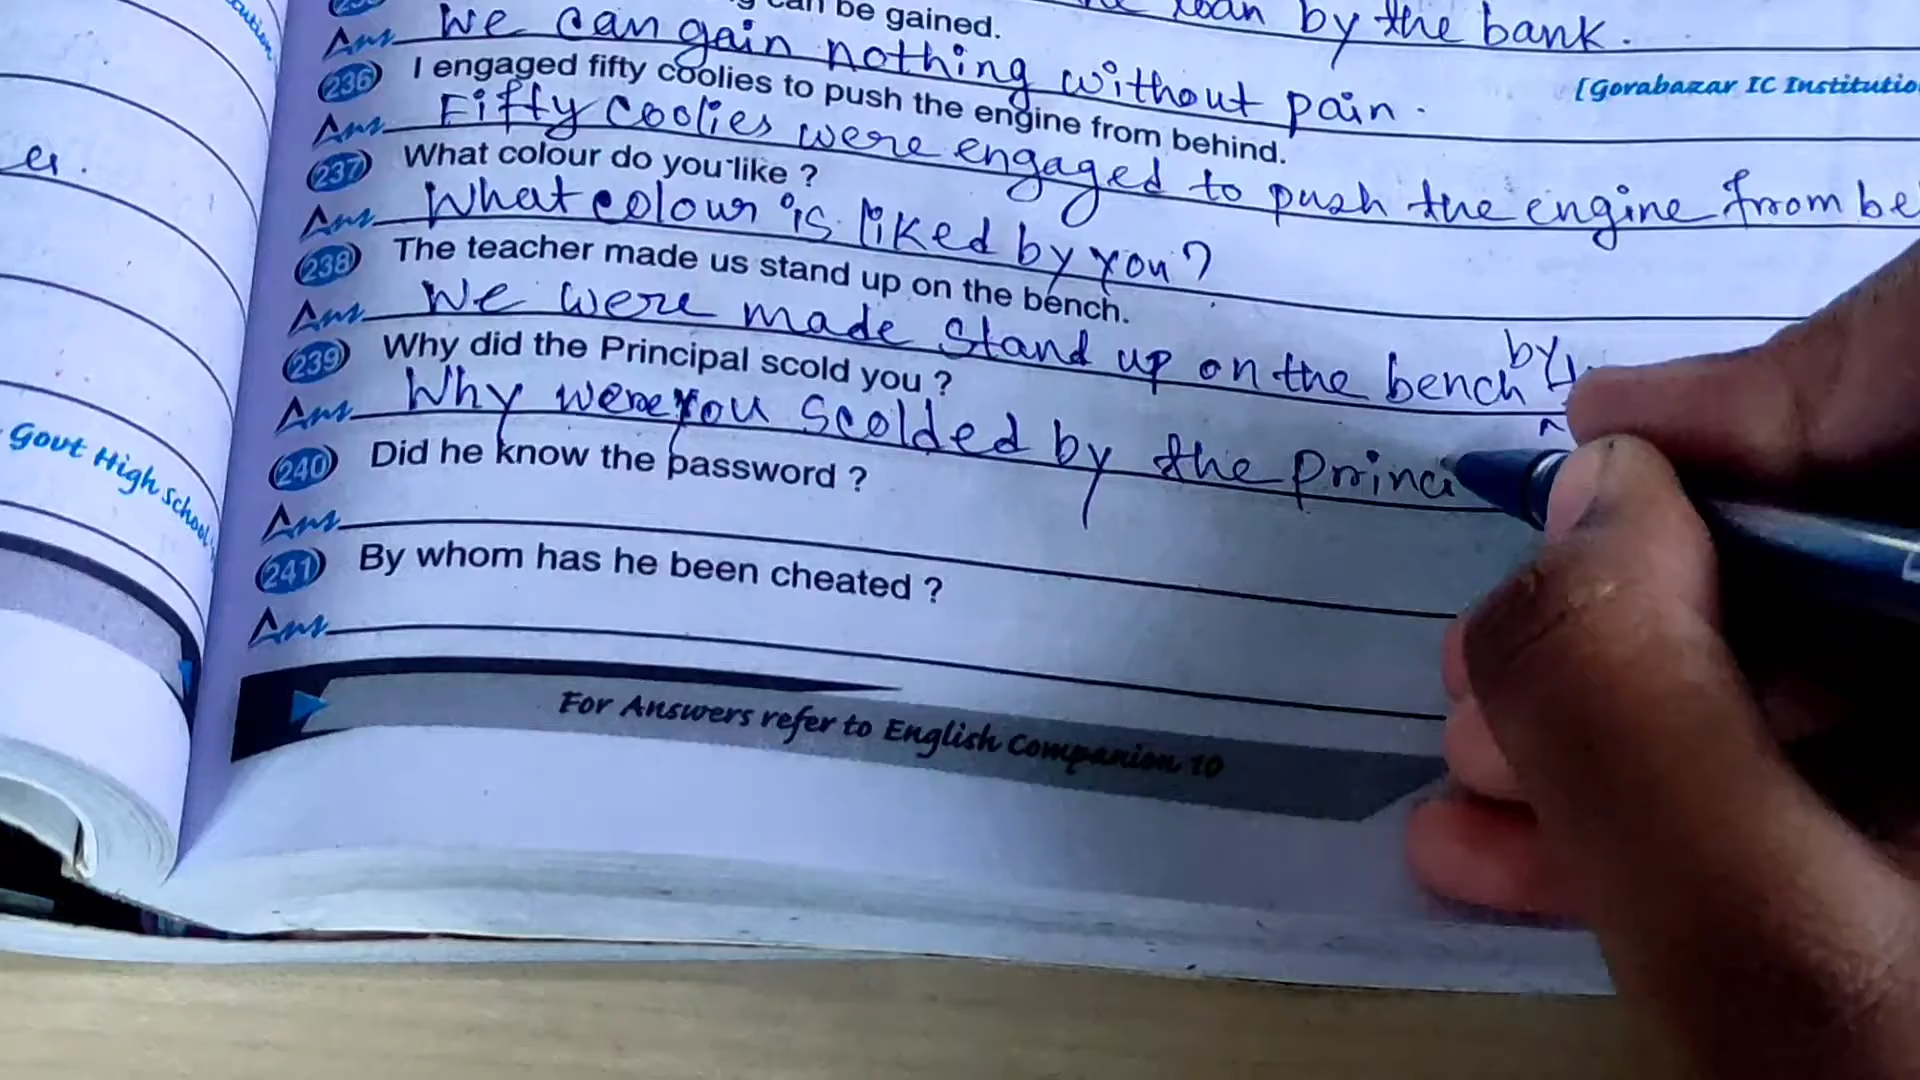 can be gained.
loan by the bank.
Ans We can gain nothing without pain.
[Gorabazar IC Institutio
236 I engaged fifty coolies to push the engine from behind.
Ans Fifty coolies were engaged to push the engine from be
er.
237 What colour do you like ?
Ans What colour is liked by you?
238 The teacher made us stand up on the bench.
Ans We were made stand up on the bench by
239 Why did the Principal scold you ?
Ans Why were you scolded by the princi
Govt High School
240 Did he know the password ?
Ans
241 By whom has he been cheated ?
Ans
For Answers refer to English Companion 10